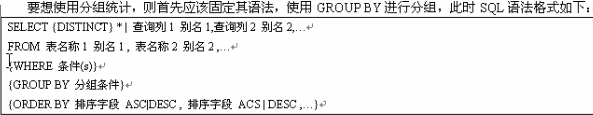 要想使用分组统计，则首先应该固定其语法，使用 GROUP BY 进行分组，此时 SQL 语法格式如下：
SELECT {DISTINCT} *| 查询列 1 别名 1,查询列 2 别名 2,…
FROM 表名称 1 别名 1 , 表名称 2 别名 2 ,…
{WHERE 条件(s)}
{GROUP BY 分组条件}
{ORDER BY 排序字段 ASC|DESC , 排序字段 ACS | DESC ,…}